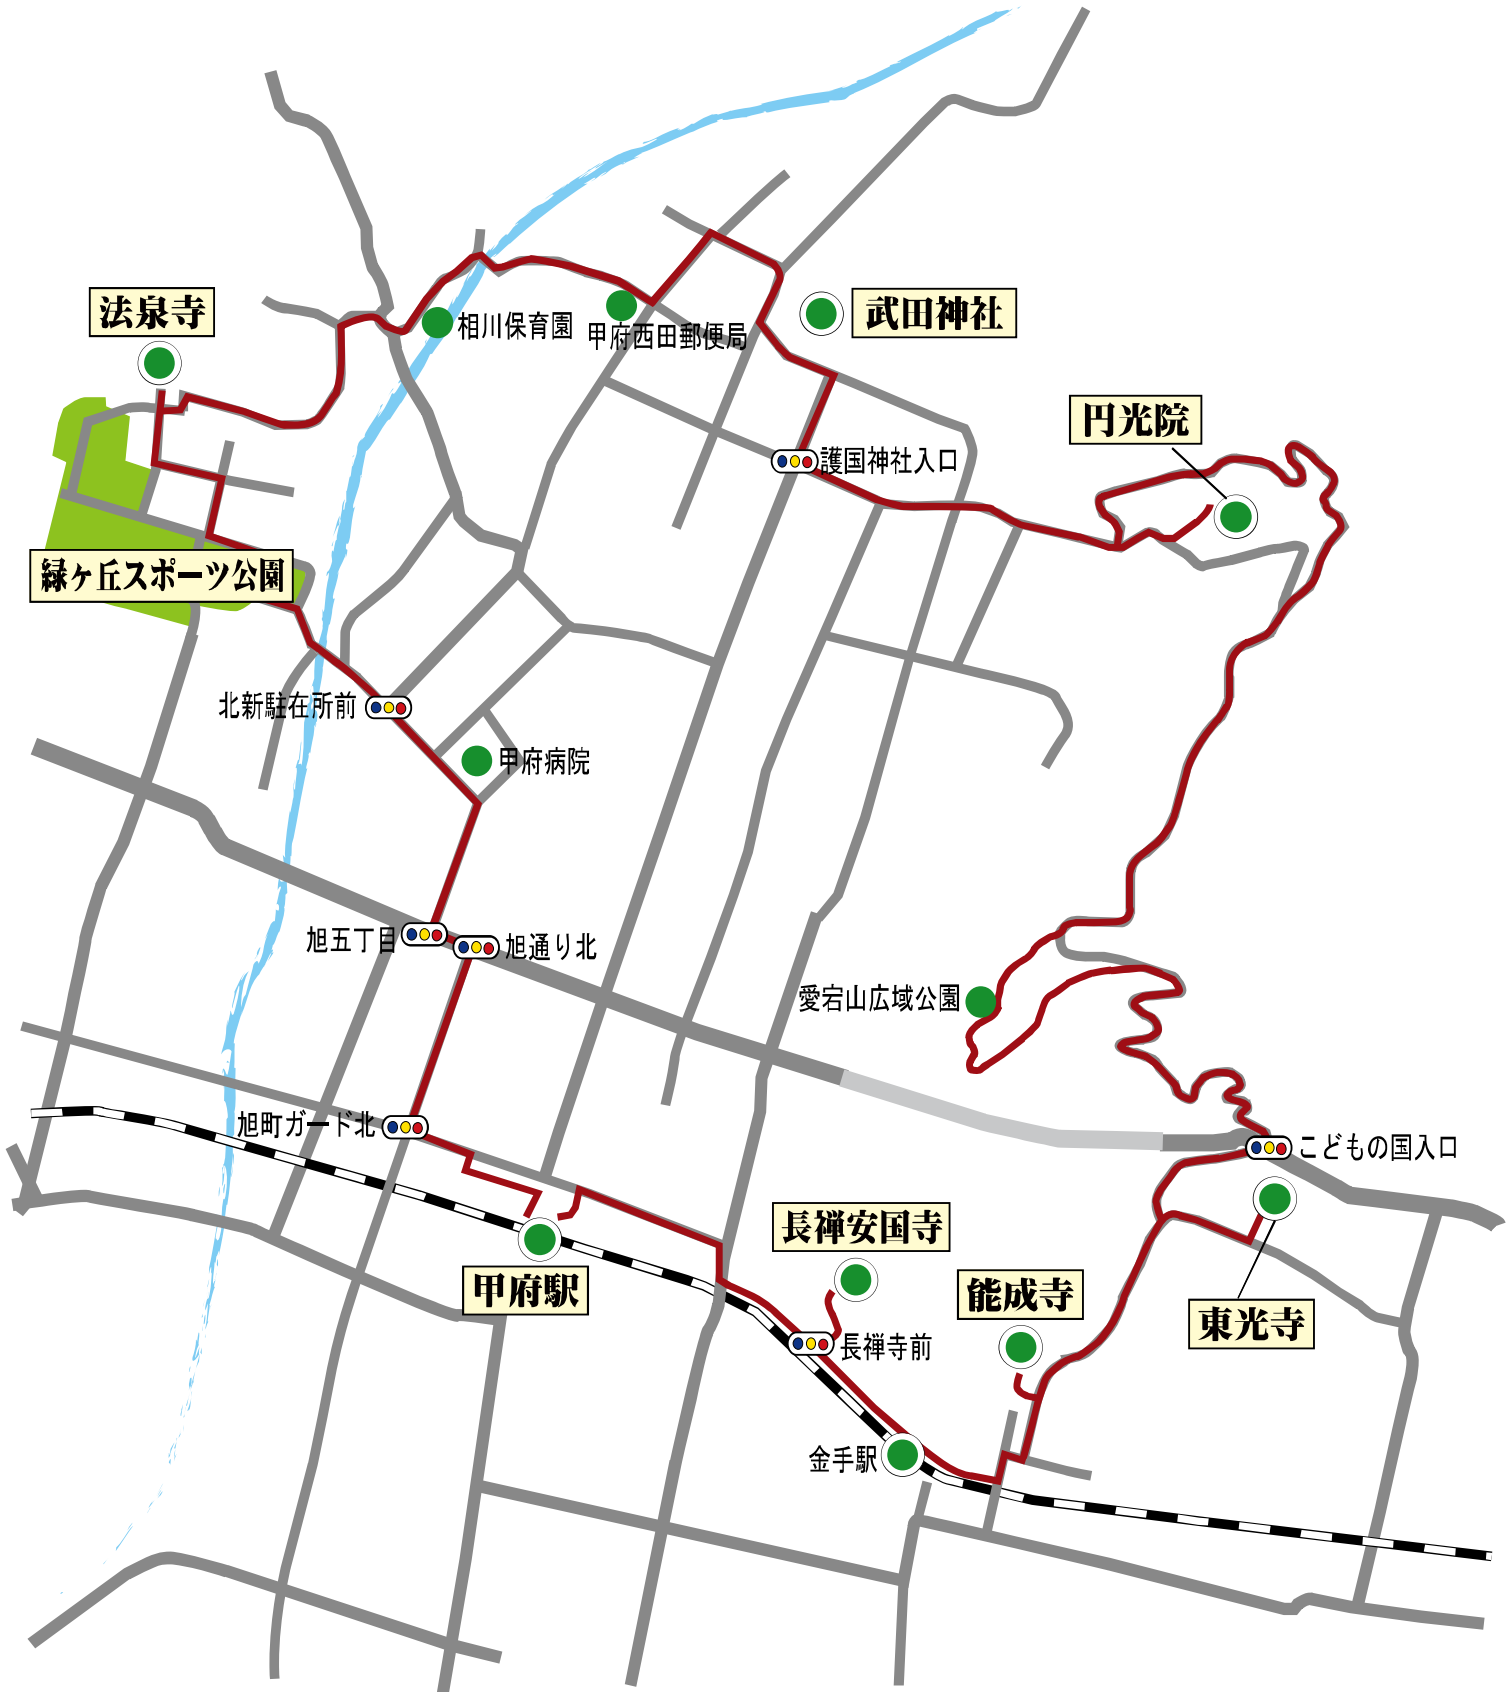 法泉寺
相川保育園
甲府西田郵便局
武田神社
円光院
護国神社入口
緑ヶ丘スポーツ公園
北新駐在所前
甲府病院
旭五丁目
旭通り北
愛宕山広域公園
旭町ガード北
こどもの国入口
長禅安国寺
甲府駅
能成寺
東光寺
長禅寺前
金手駅